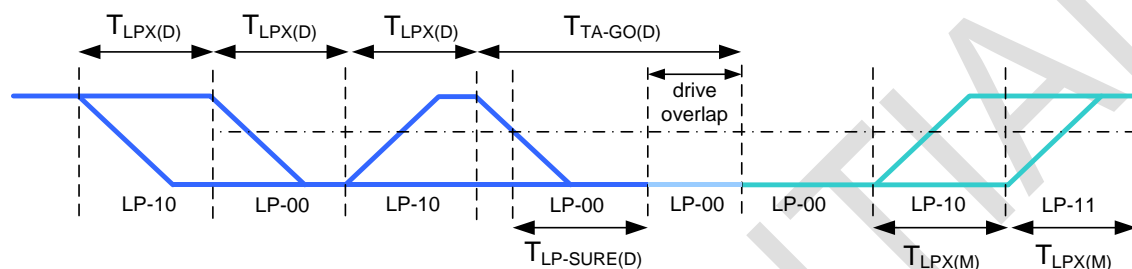 TLPX(D) TLPX(D) TLPX(D) TTA-GO(D)
drive
overlap
LP-10 LP-00 LP-10 LP-00 LP-00 LP-00 LP-10 LP-11
TLP-SURE(D) TLPX(M) TLPX(M)